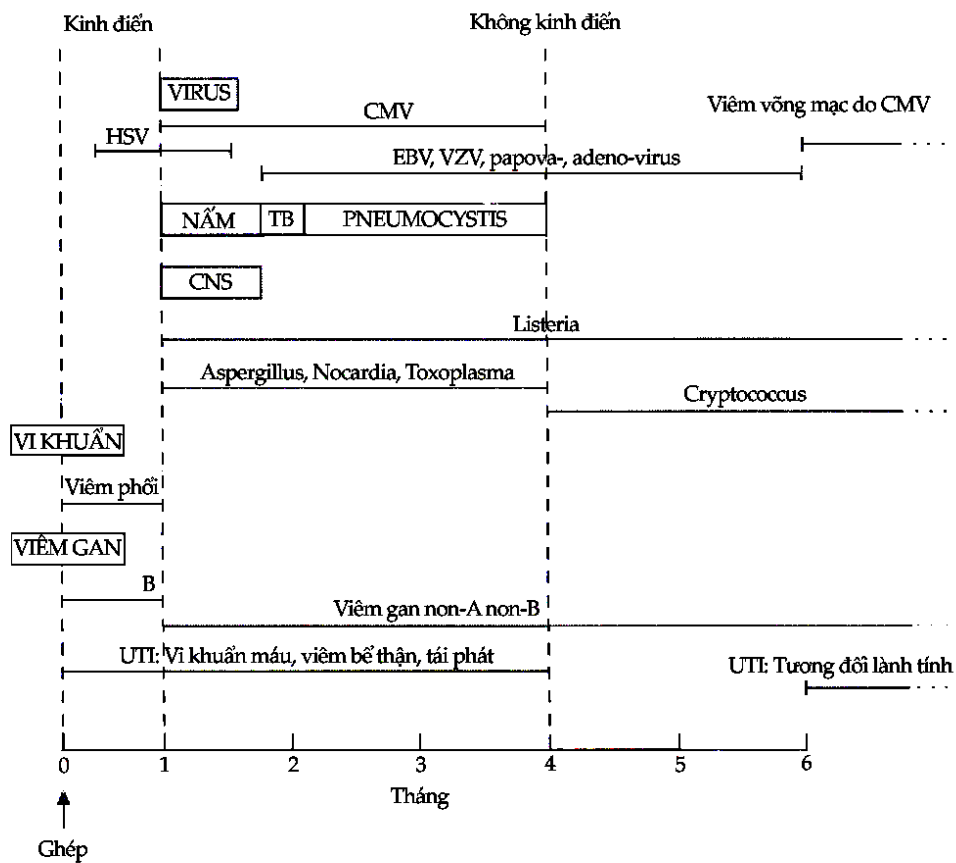 Kinh điển
Không kinh điển
VIRUS
CMV
Viêm võng mạc do CMV
HSV
EBV, VZV, papova-, adeno-virus
NẤM TB PNEUMOCYSTIS
CNS
Listeria
Aspergillus, Nocardia, Toxoplasma
Cryptococcus
VI KHUẨN
Viêm phổi
VIÊM GAN
B
Viêm gan non-A non-B
UTI: Vi khuẩn máu, viêm bể thận, tái phát
UTI: Tương đối lành tính
0 1 2 3 4 5 6
Tháng
Ghép